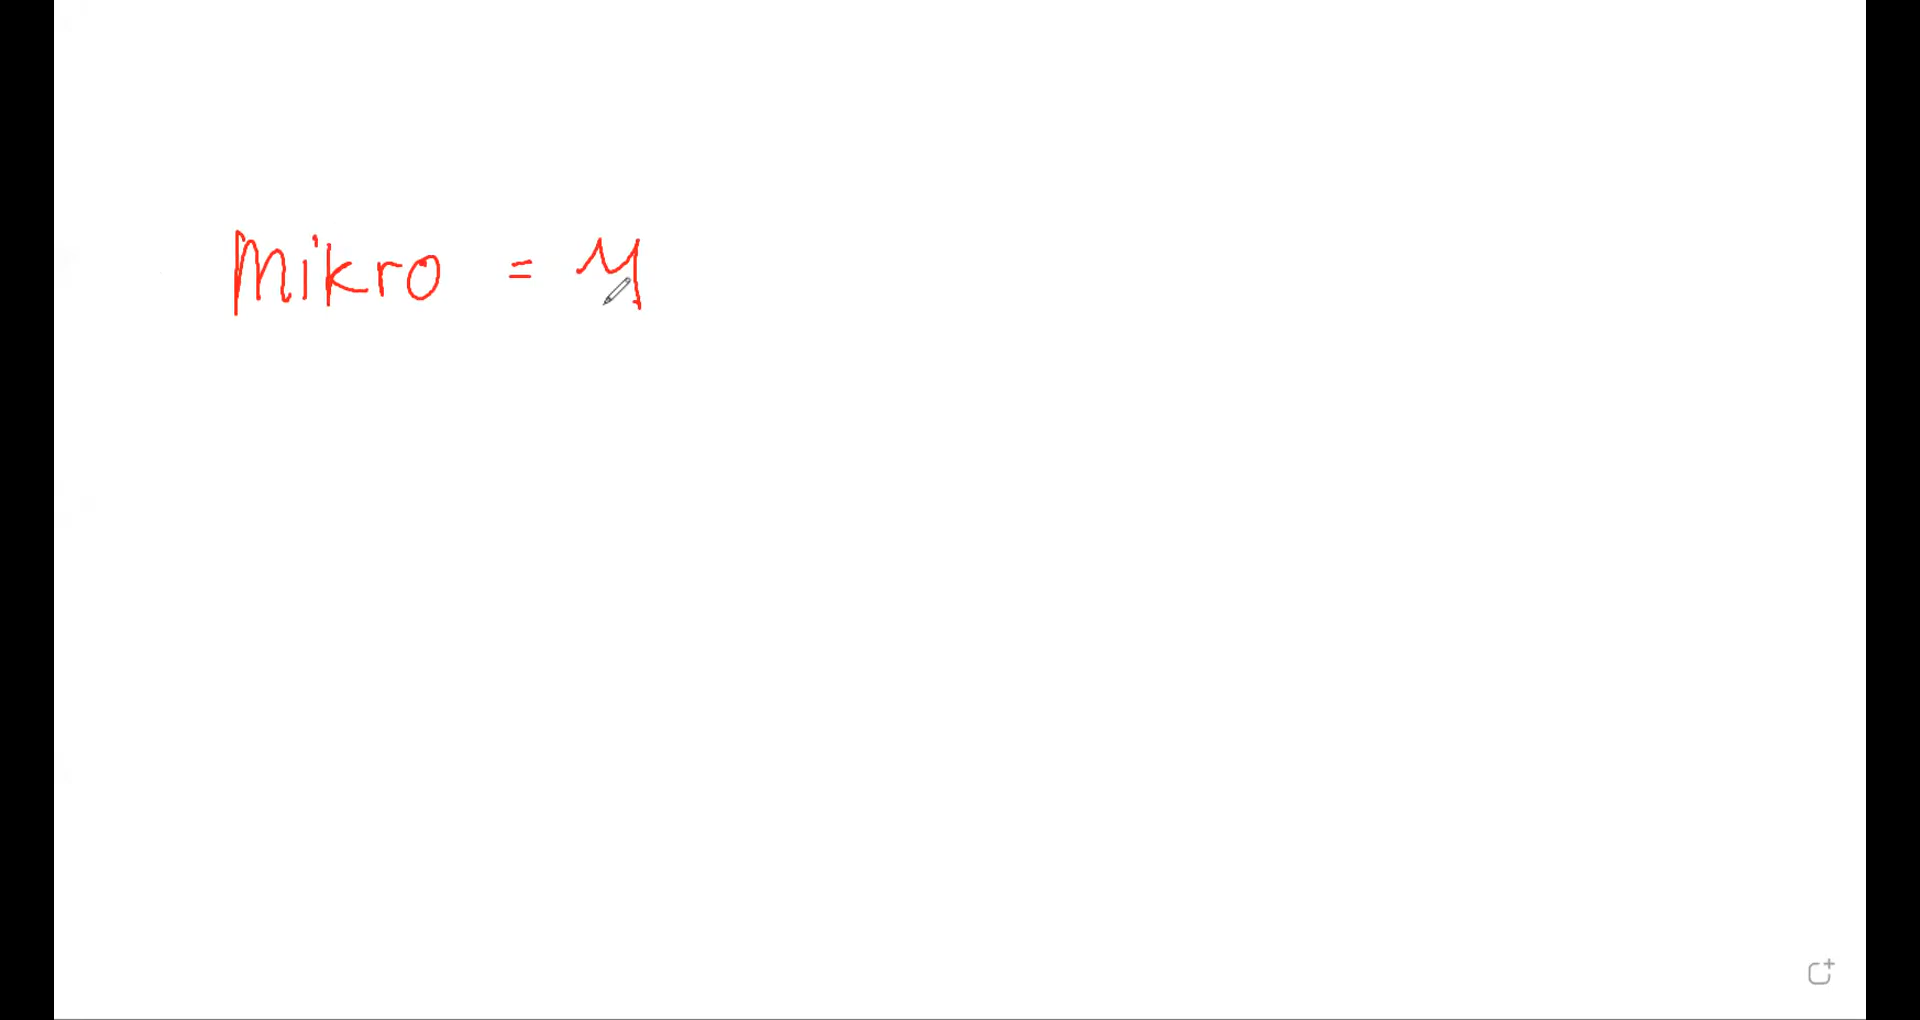 Mikro = µ